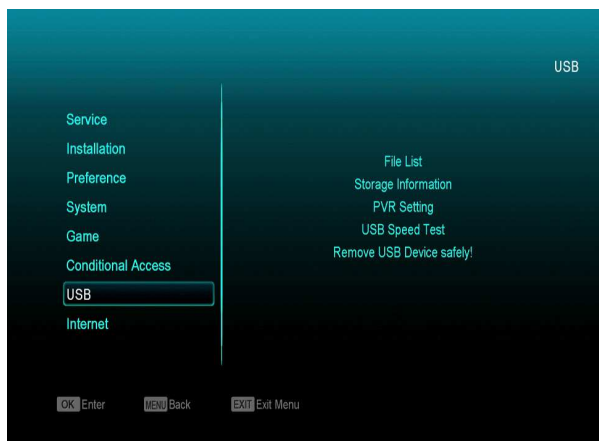 USB
Service
Installation
Preference
System
Game
Conditional Access
USB
Internet
File List
Storage Information
PVR Setting
USB Speed Test
Remove USB Device safely!
OK Enter MENU Back EXIT Exit Menu